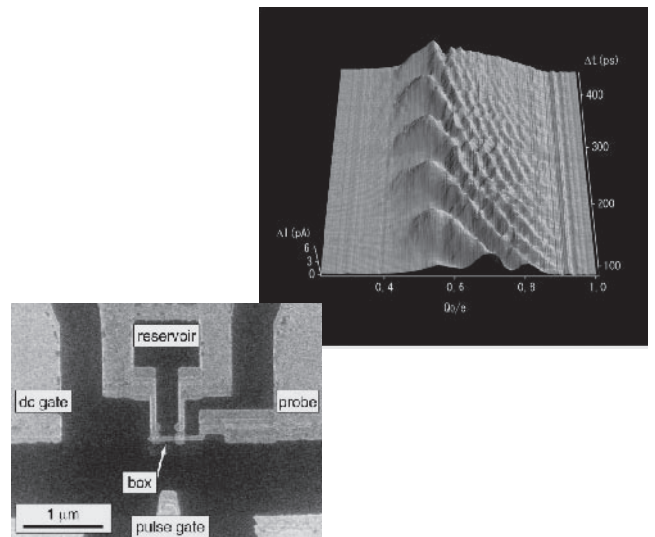 Δt (ps)
400
300
200
100
ΔI (pA)
6
3
0
0.4
0.6
0.8
1.0
Q₀/e
reservoir
dc gate
probe
box
1 μm
pulse gate